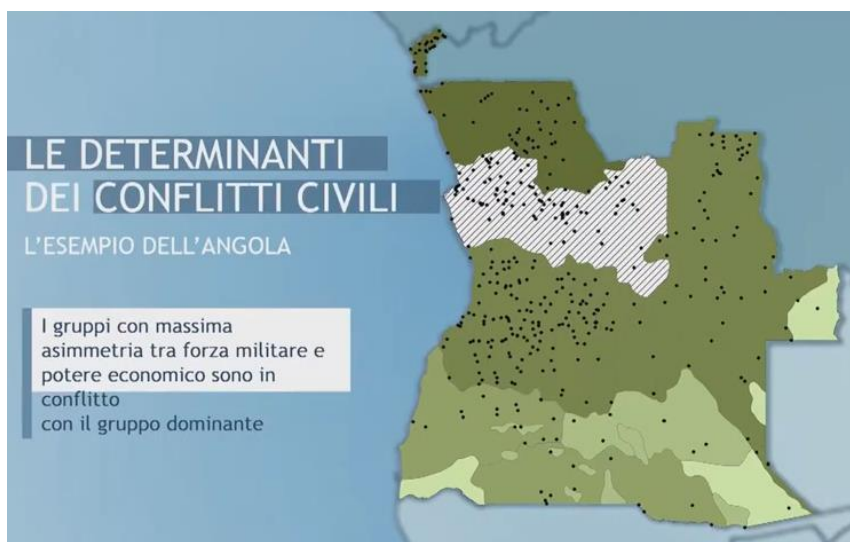 LE DETERMINANTI
DEI CONFLITTI CIVILI
L'ESEMPIO DELL'ANGOLA
I gruppi con massima
asimmetria tra forza militare e
potere economico sono in
conflitto
con il gruppo dominante